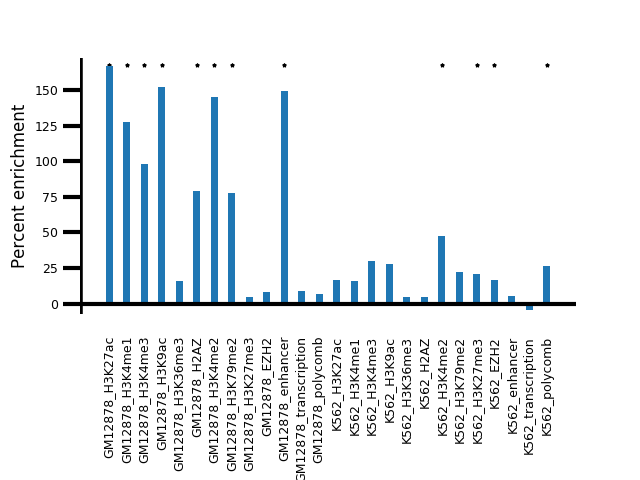 Percent enrichment
150
125
100
75
50
25
0
GM12878_H3K27ac
GM12878_H3K4me1
GM12878_H3K4me3
GM12878_H3K9ac
GM12878_H3K36me3
GM12878_H2AZ
GM12878_H3K4me2
GM12878_H3K79me2
GM12878_H3K27me3
GM12878_EZH2
GM12878_enhancer
GM12878_transcription
GM12878_polycomb
K562_H3K27ac
K562_H3K4me1
K562_H3K4me3
K562_H3K9ac
K562_H3K36me3
K562_H2AZ
K562_H3K4me2
K562_H3K79me2
K562_H3K27me3
K562_EZH2
K562_enhancer
K562_transcription
K562_polycomb